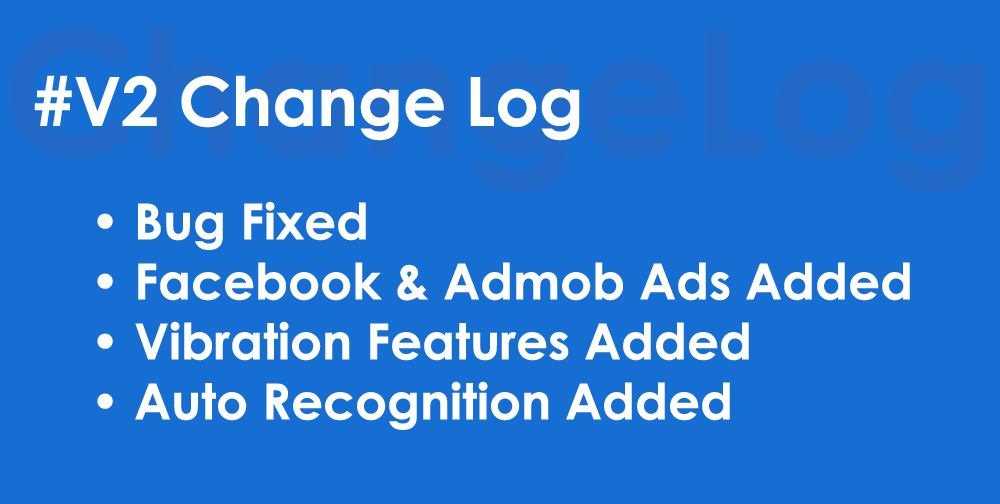 ChangeLog
#V2 Change Log
• Bug Fixed
• Facebook & Admob Ads Added
• Vibration Features Added
• Auto Recognition Added